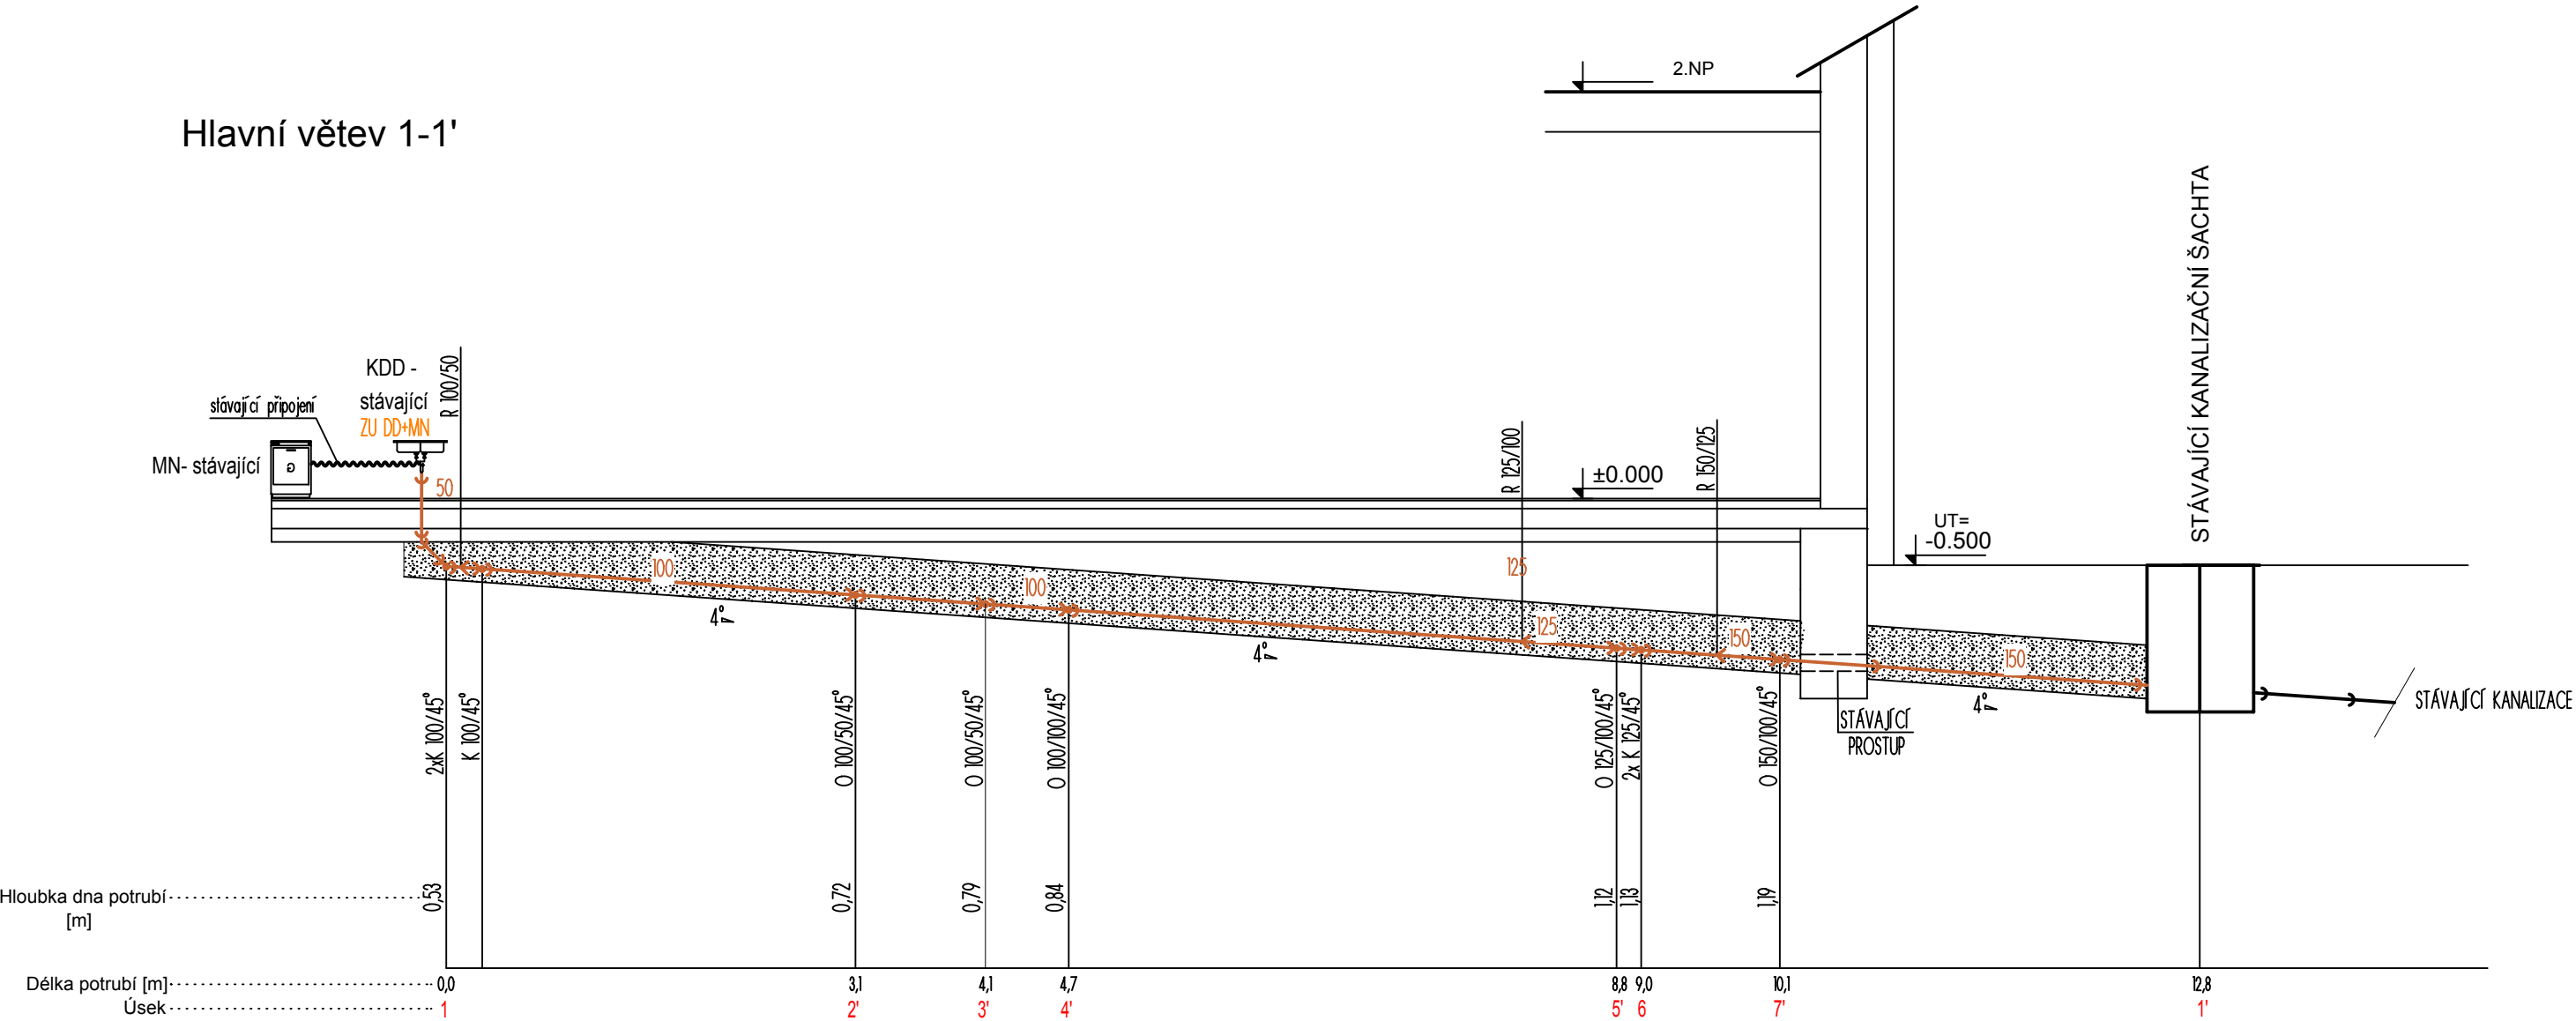 2.NP
Hlavní větev 1-1'
STÁVAJÍCÍ KANALIZAČNÍ ŠACHTA
KDD -
stávající
ZU DD+MN
R 100/50
stávající připojení
MN- stávající
50
R 125/100
±0.000
R 150/125
UT=
-0.500
100
100
125
125
150
150
4°
4°
4°
STÁVAJÍCÍ
PROSTUP
STÁVAJÍCÍ KANALIZACE
2xK 100/45°
K 100/45°
O 100/50/45°
O 100/50/45°
O 100/100/45°
O 125/100/45°
2x K 125/45°
O 150/100/45°
Hloubka dna potrubí
[m]
0,53
0,72
0,79
0,84
1,12
1,13
1,19
Délka potrubí [m] 0,0 3,1 4,1 4,7 8,8 9,0 10,1 12,8
Úsek 1 2' 3' 4' 5' 6 7' 1'